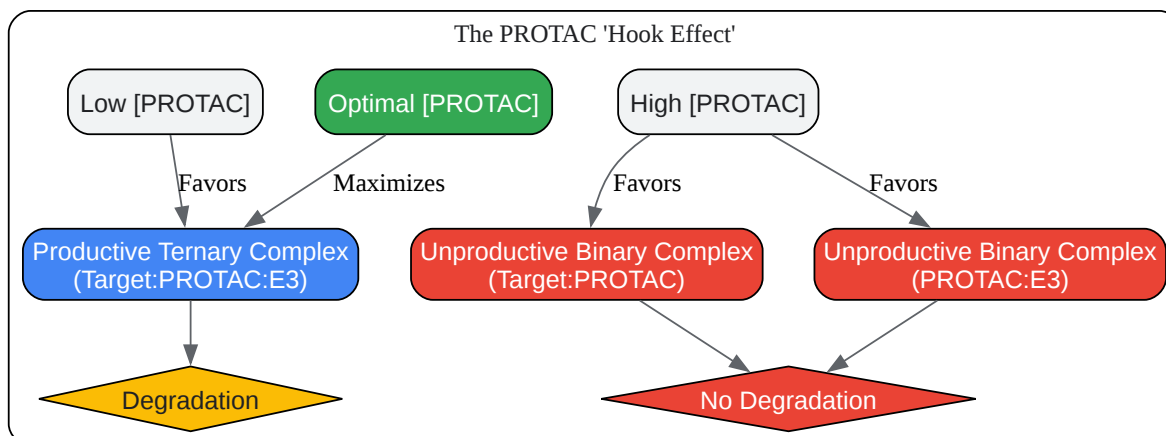 The PROTAC 'Hook Effect'
Low [PROTAC]
Optimal [PROTAC]
High [PROTAC]
Favors
Maximizes
Favors
Favors
Productive Ternary Complex
(Target:PROTAC:E3)
Unproductive Binary Complex
(Target:PROTAC)
Unproductive Binary Complex
(PROTAC:E3)
Degradation
No Degradation